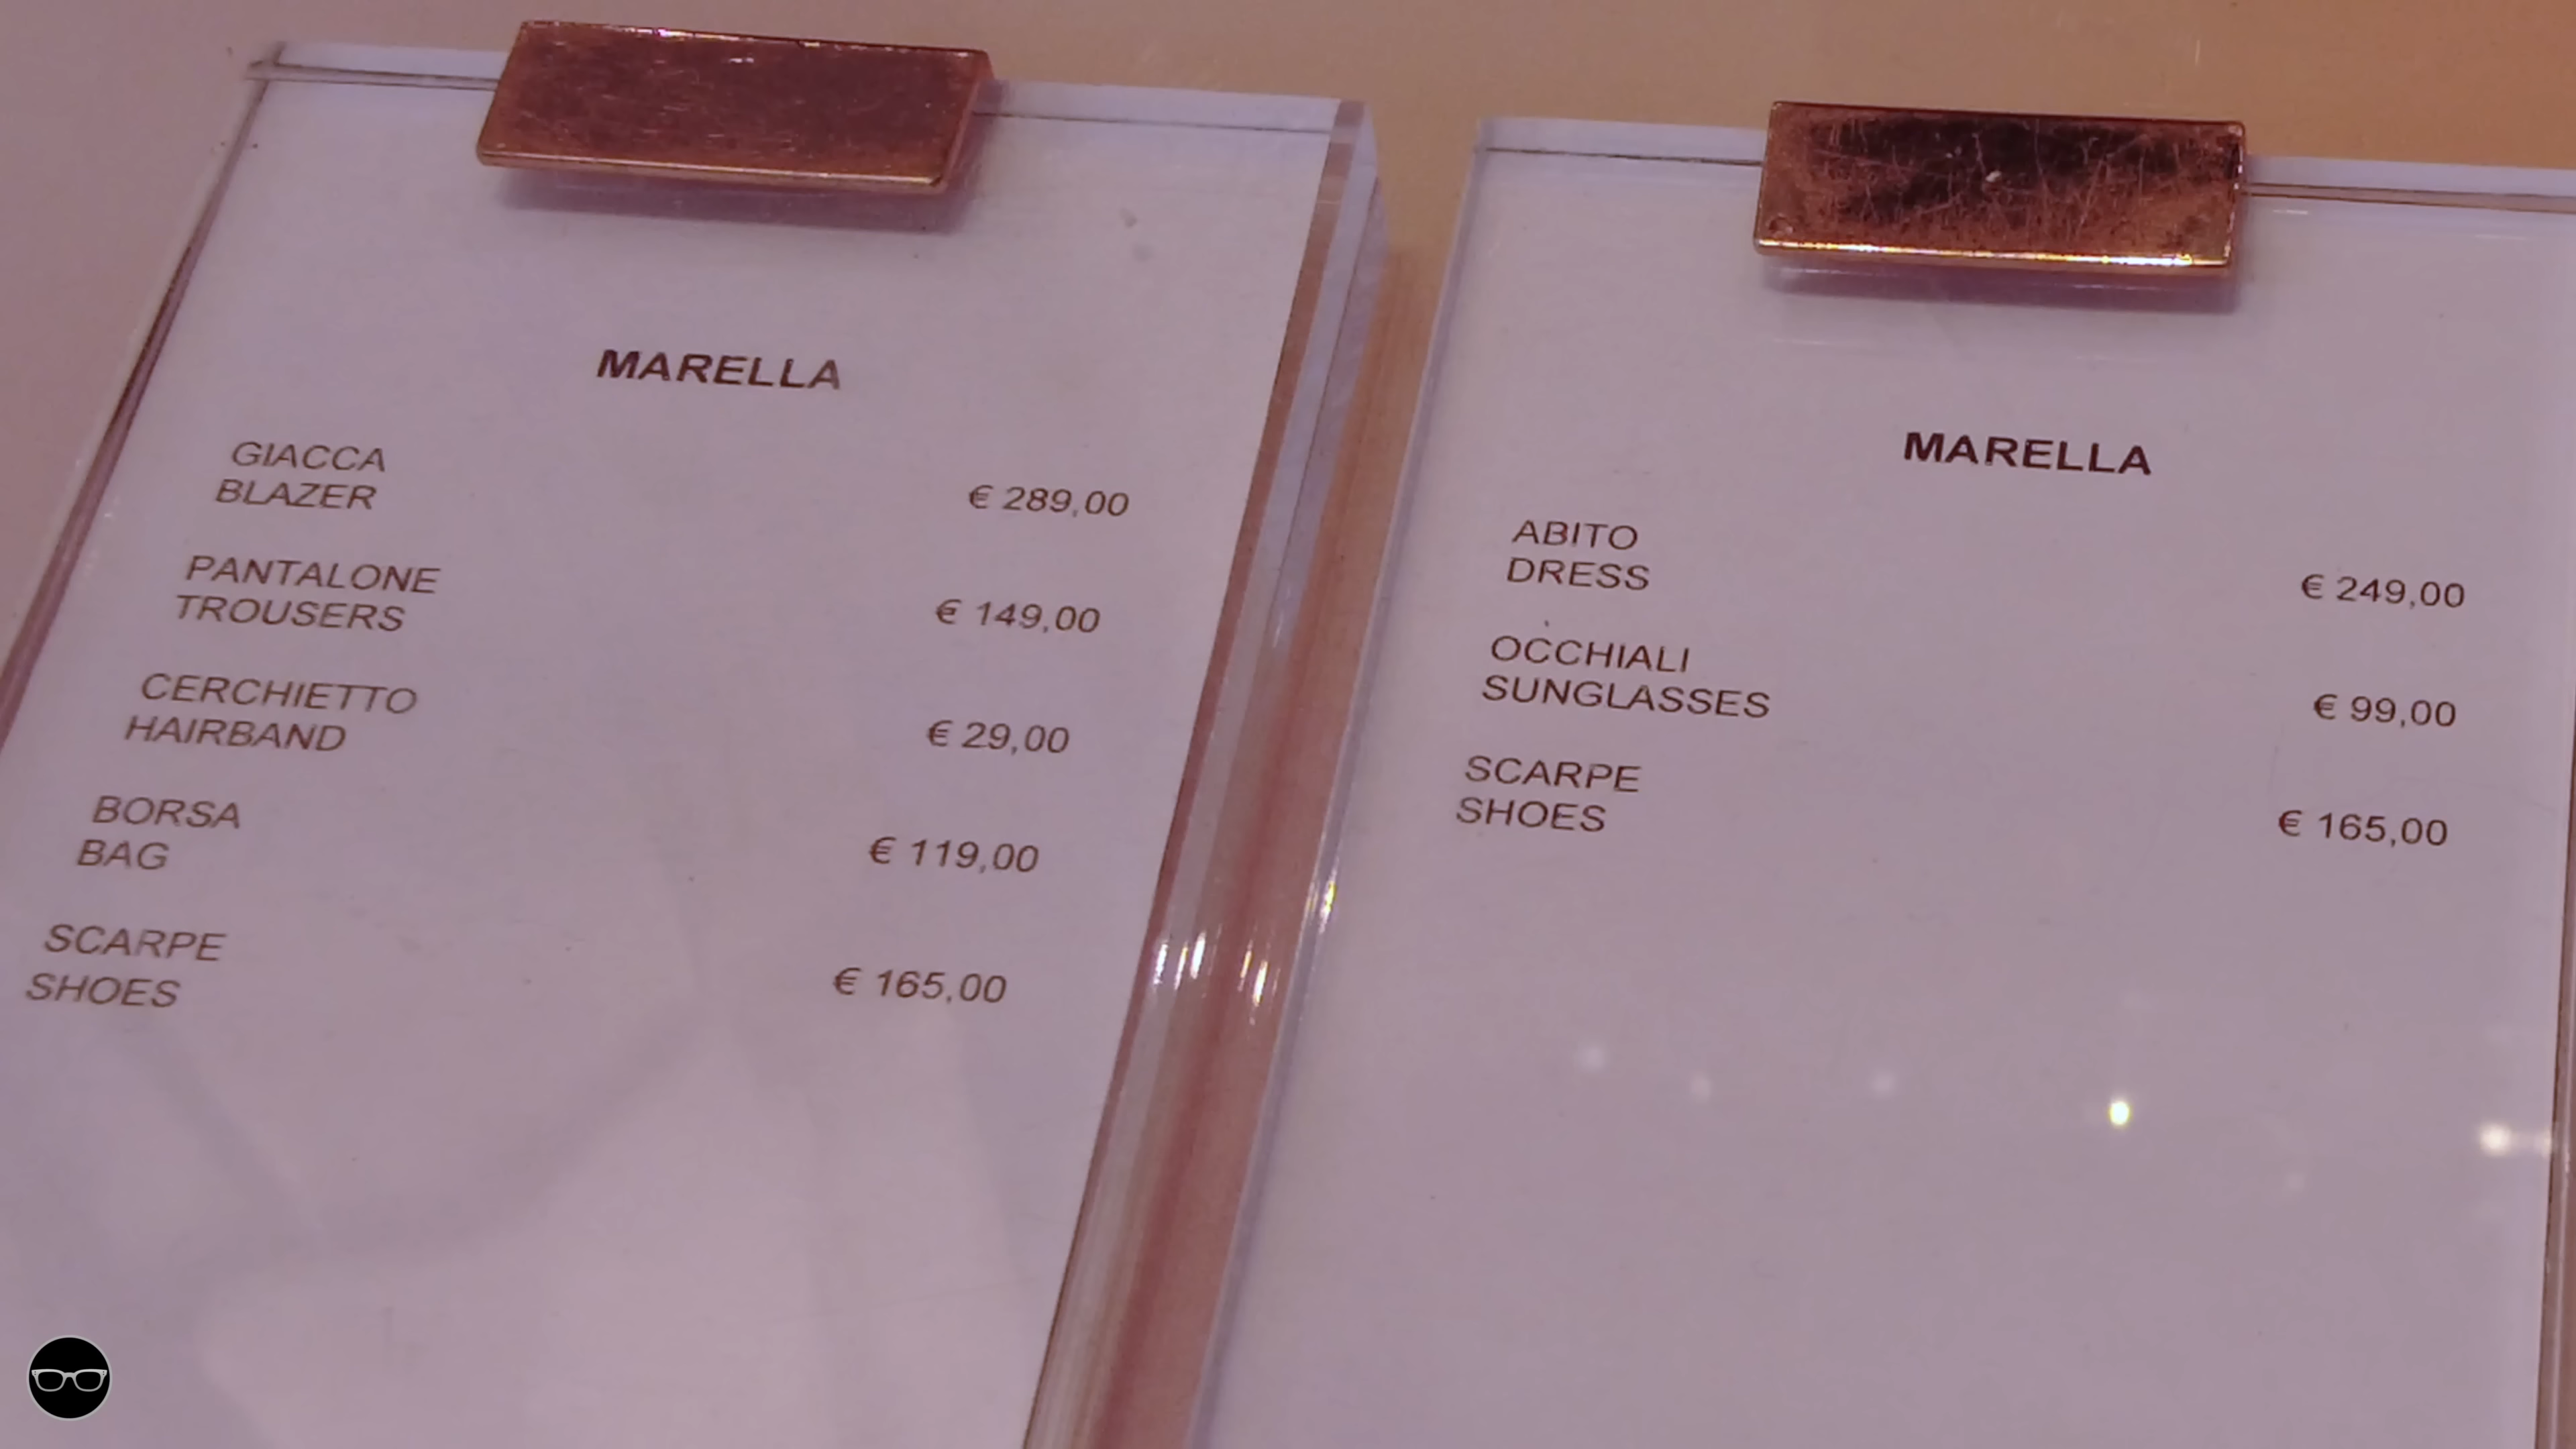 MARELLA
GIACCA
BLAZER
€ 289,00
PANTALONE
TROUSERS
€ 149,00
CERCHIETTO
HAIRBAND
€ 29,00
BORSA
BAG
€ 119,00
SCARPE
SHOES
€ 165,00
MARELLA
ABITO
DRESS
€ 249,00
OCCHIALI
SUNGLASSES
€ 99,00
SCARPE
SHOES
€ 165,00